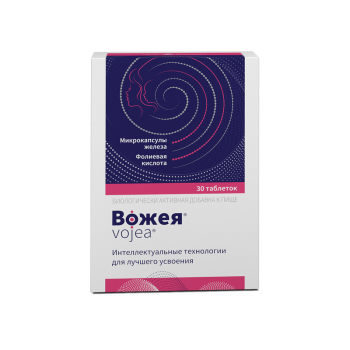 Микрокапсулы
железа
Фолиевая
кислота
30 таблеток
БИОЛОГИЧЕСКИ АКТИВНАЯ ДОБАВКА К ПИЩЕ
Вожея®
vojea®
Интеллектуальные технологии
для лучшего усвоения